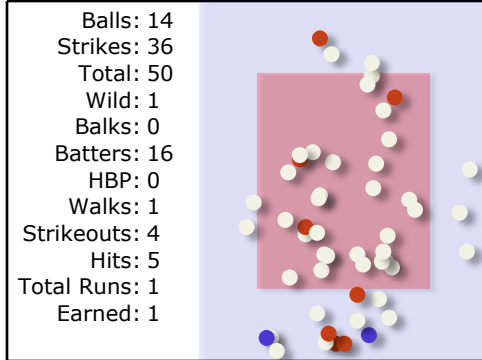 Balls: 14
Strikes: 36
Total: 50
Wild: 1
Balks: 0
Batters: 16
HBP: 0
Walks: 1
Strikeouts: 4
Hits: 5
Total Runs: 1
Earned: 1